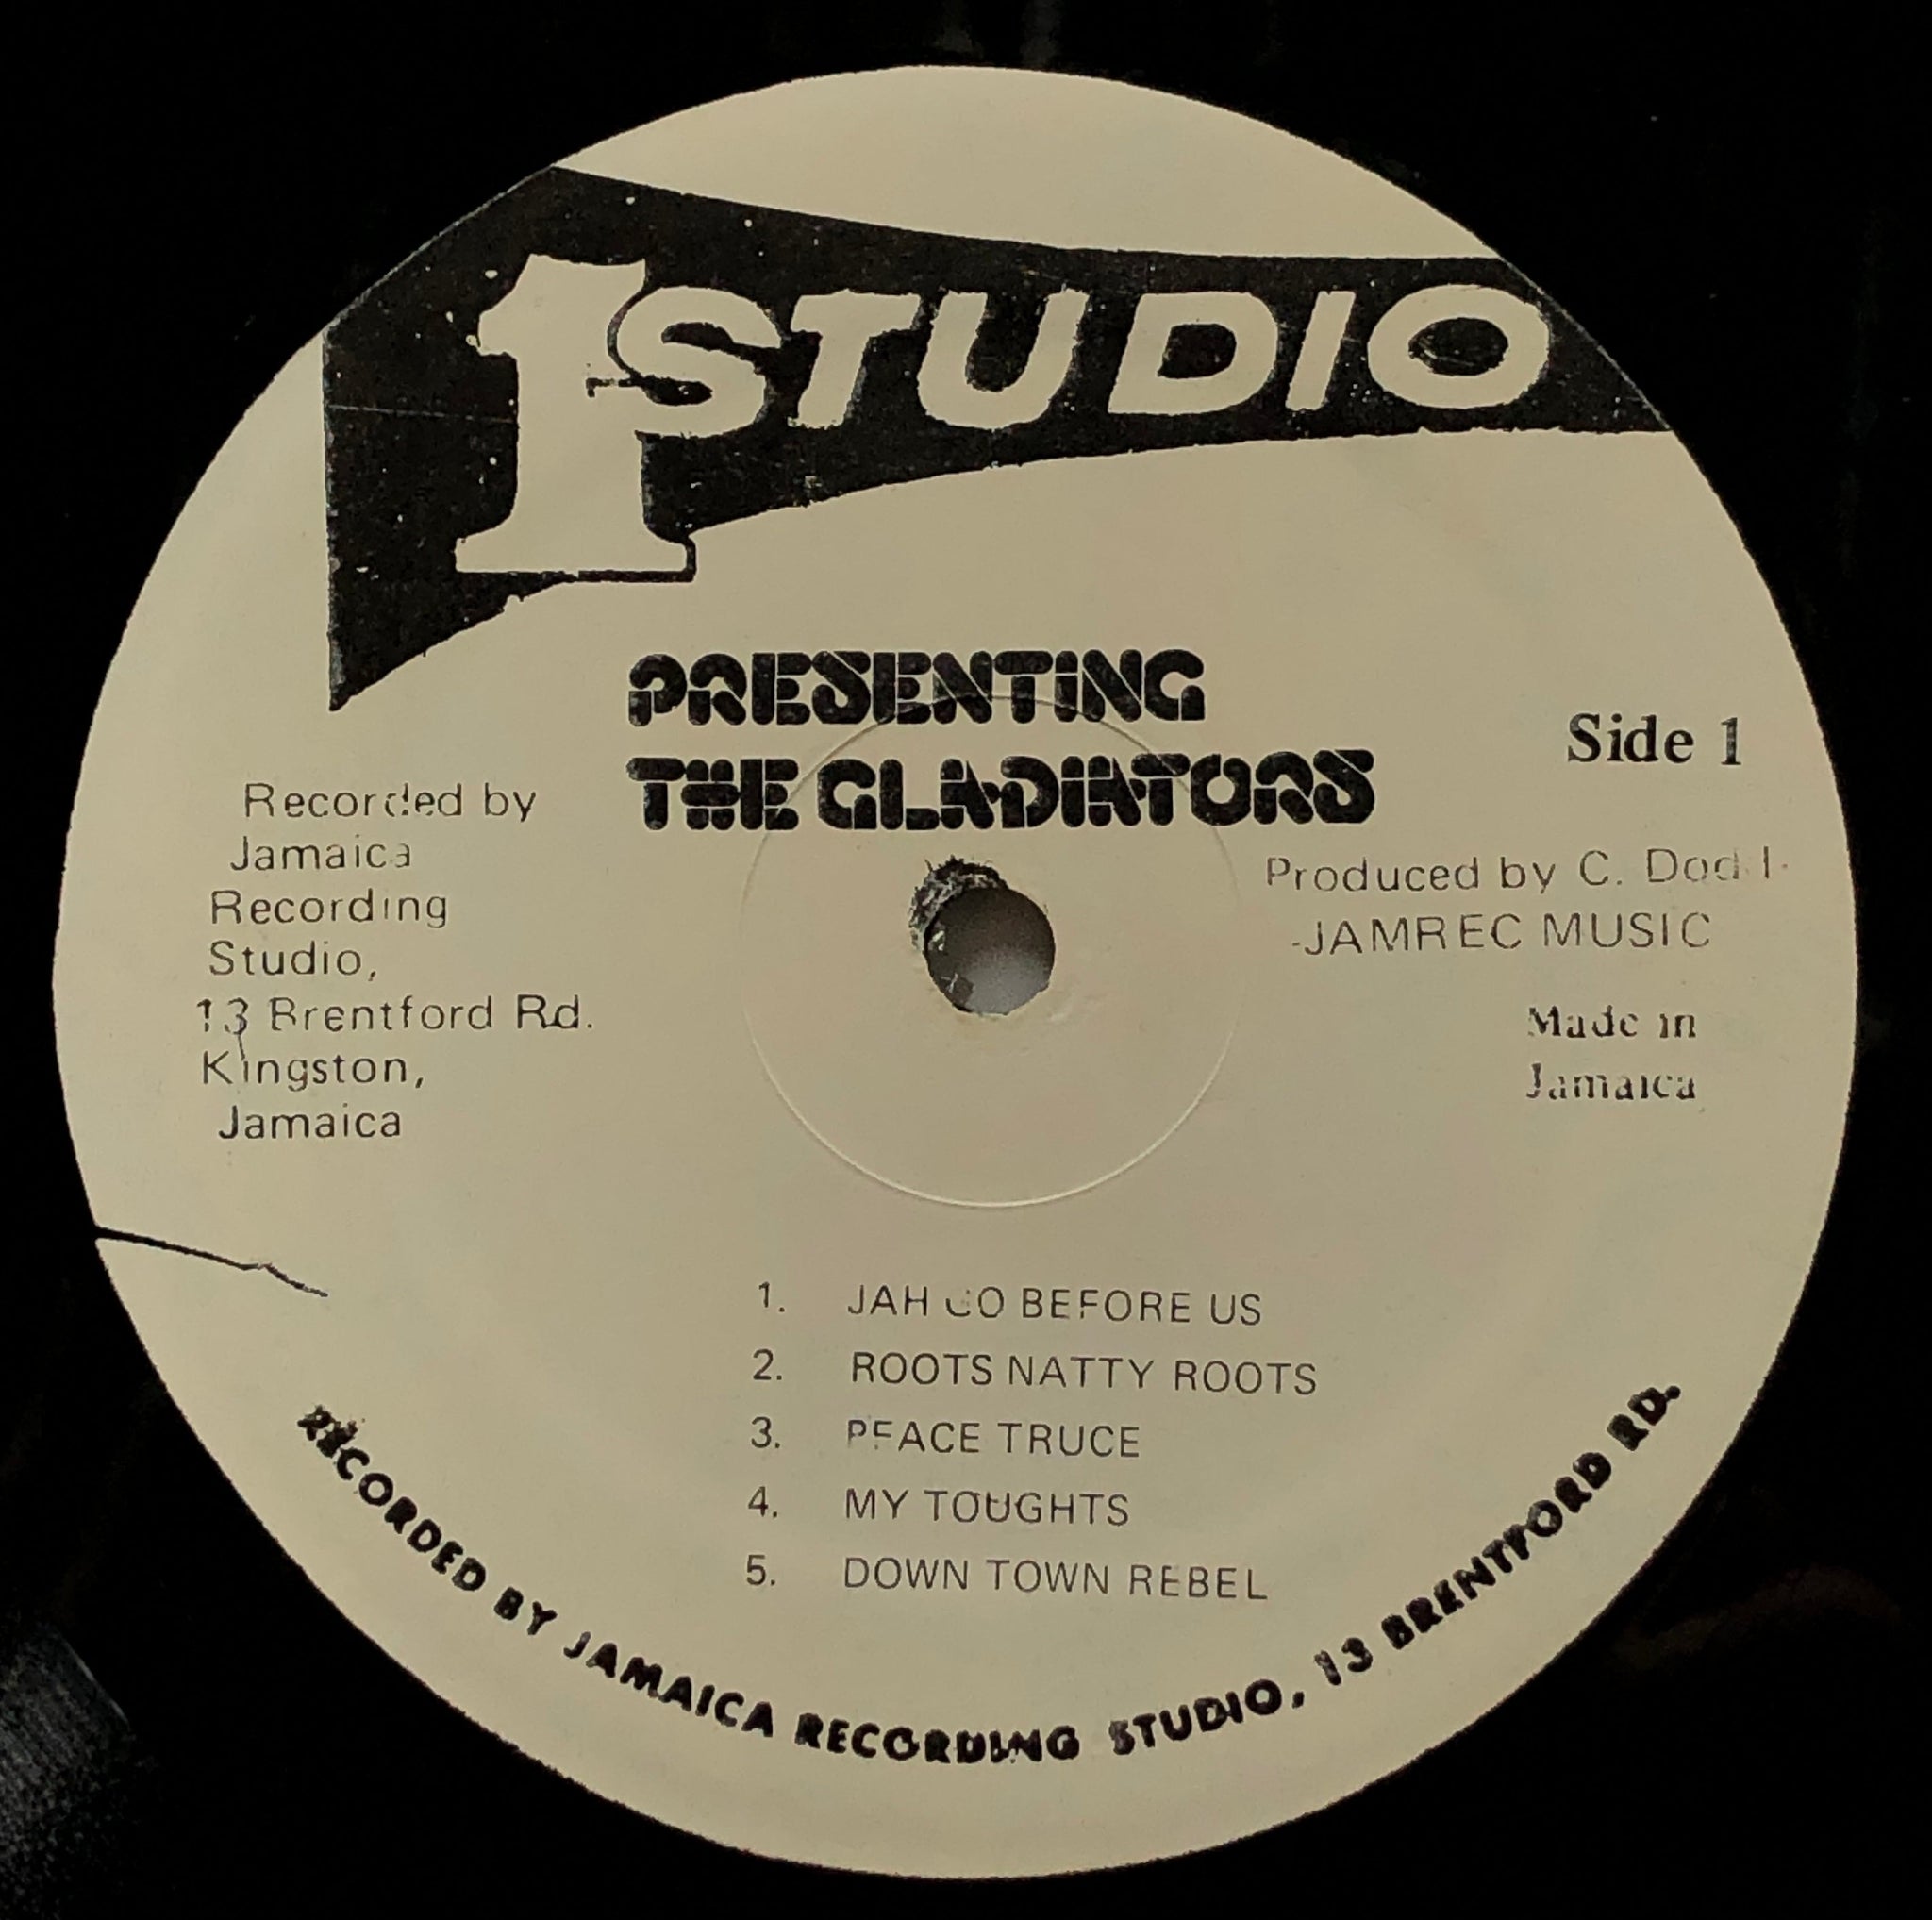 1 STUDIO
PRESENTING
THE GLADIATORS
Side 1
Recorded by
Jamaica
Recording
Studio,
13 Brentford Rd.
Kingston,
Jamaica
Produced by C. Dodd
JAMREC MUSIC
Made in
Jamaica
1. JAH GO BEFORE US
2. ROOTS NATTY ROOTS
3. PEACE TRUCE
4. MY TOUGHTS
5. DOWN TOWN REBEL
RECORDED BY JAMAICA RECORDING STUDIO, 13 BRENTFORD RD.